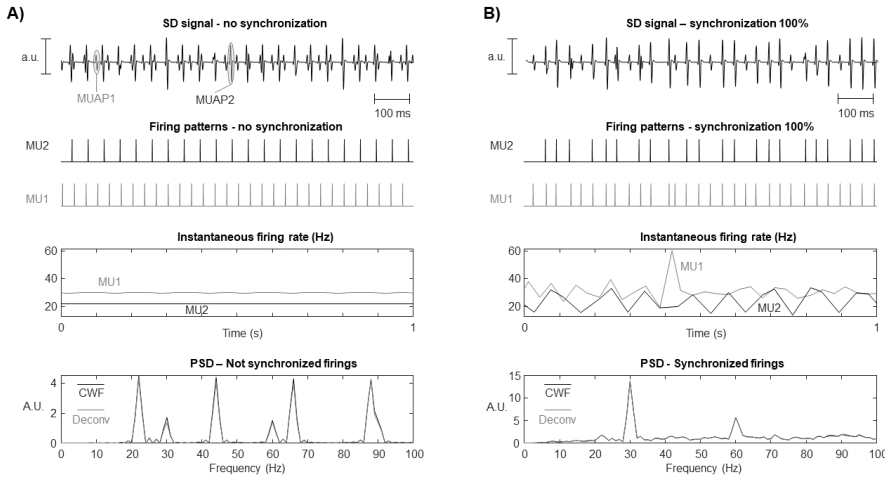 A)
SD signal - no synchronization
a.u.
MUAP1
MUAP2
100 ms
Firing patterns - no synchronization
MU2
MU1
Instantaneous firing rate (Hz)
60
40
20
MU1
MU2
0
Time (s)
1
PSD – Not synchronized firings
A.U.
4
2
0
CWF
Deconv
0 10 20 30 40 50 60 70 80 90 100
Frequency (Hz)
B)
SD signal – synchronization 100%
a.u.
100 ms
Firing patterns - synchronization 100%
MU2
MU1
Instantaneous firing rate (Hz)
60
40
20
MU1
MU2
0
Time (s)
1
PSD - Synchronized firings
A.U.
15
10
5
0
CWF
Deconv
0 10 20 30 40 50 60 70 80 90 100
Frequency (Hz)